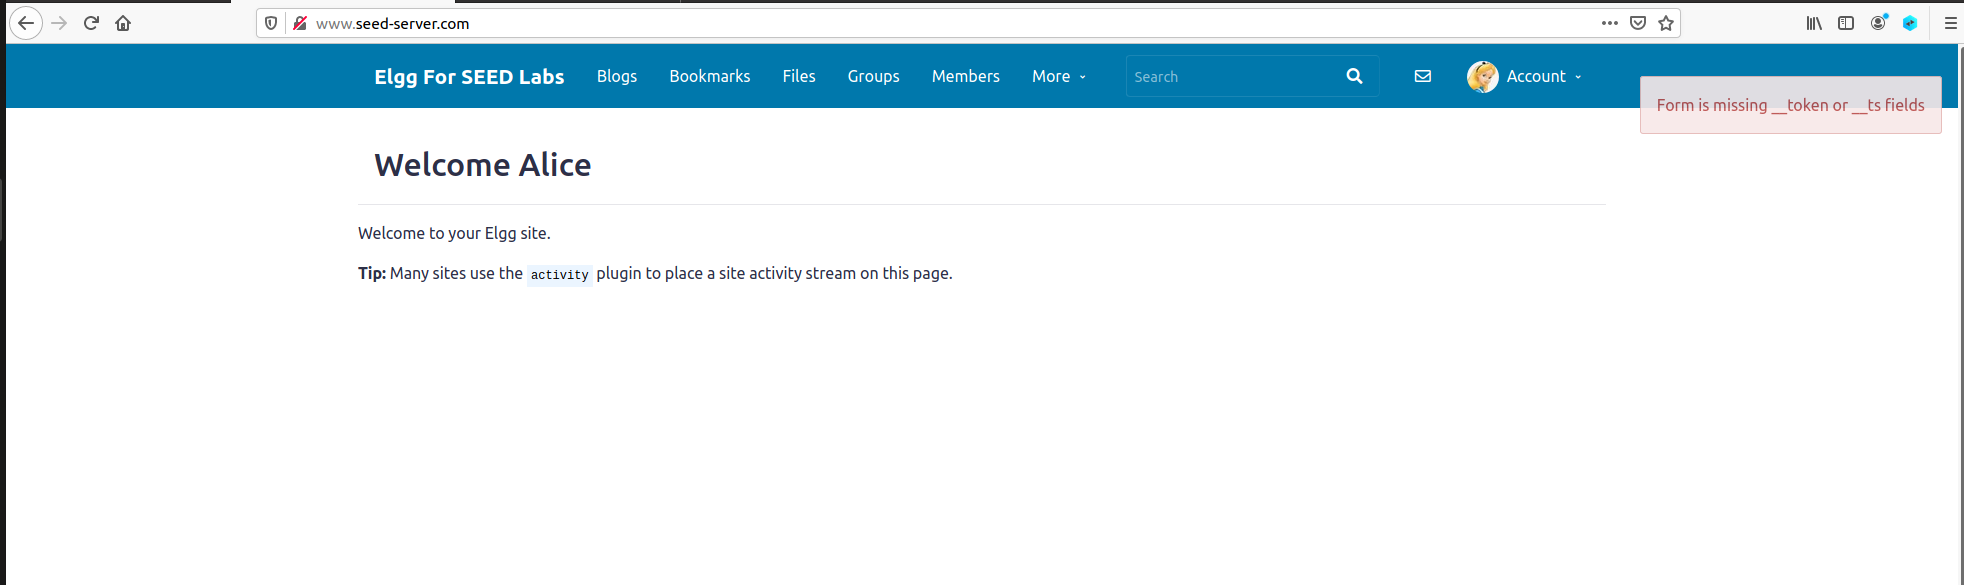 www.seed-server.com
Elgg For SEED Labs Blogs Bookmarks Files Groups Members More Search Account
Form is missing __token or __ts fields
Welcome Alice
Welcome to your Elgg site.
Tip: Many sites use the activity plugin to place a site activity stream on this page.